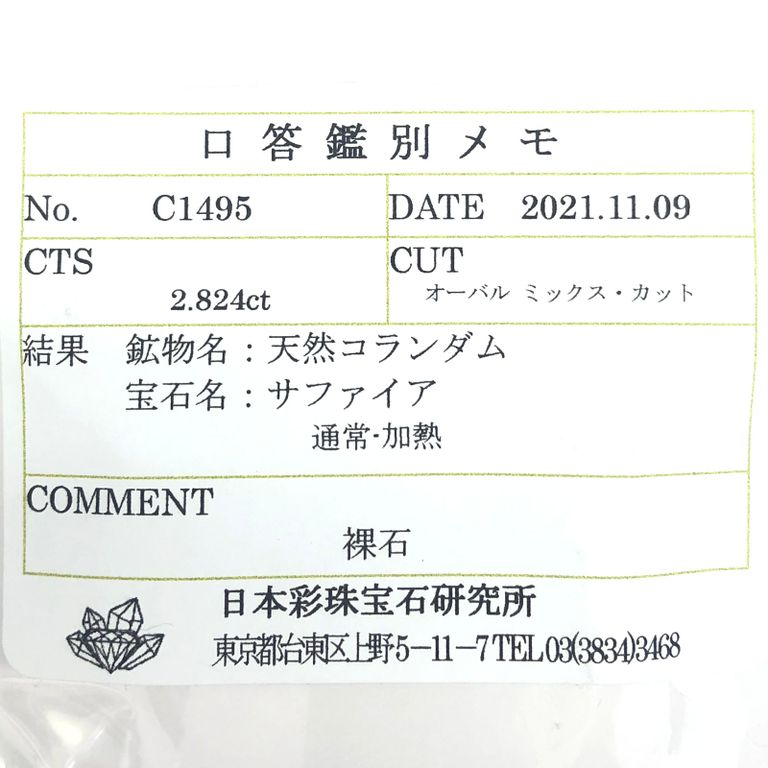 口答鑑別メモ
No. C1495 DATE 2021.11.09
CTS CUT
2.824ct オーバル ミックス・カット
結果 鉱物名：天然コランダム
宝石名：サファイア
通常・加熱
COMMENT
裸石
日本彩珠宝石研究所
東京都台東区上野5-11-7 TEL 03(3834)3468